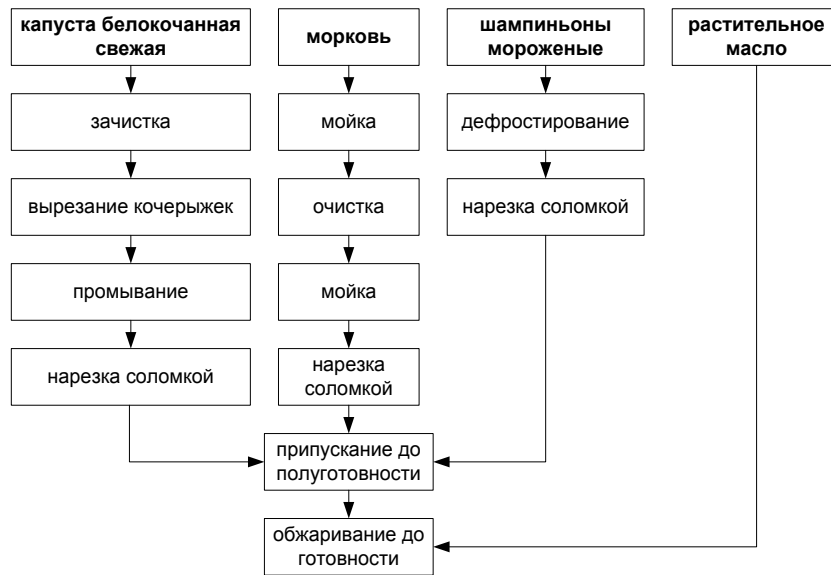 капуста белокочанная
свежая
морковь
шампиньоны
мороженые
растительное
масло
зачистка
мойка
дефростирование
вырезание кочерыжек
очистка
нарезка соломкой
промывание
мойка
нарезка соломкой
нарезка
соломкой
припускание до
полуготовности
обжаривание до
готовности